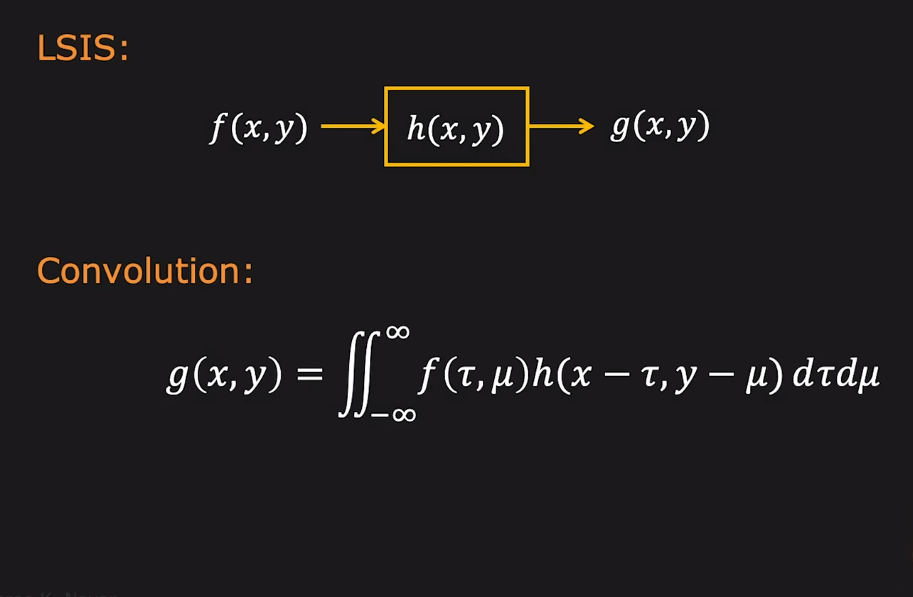 LSIS:
f(x, y) → h(x, y) → g(x, y)
Convolution:
g(x, y) = ∬_{-∞}^{∞} f(τ, μ)h(x − τ, y − μ) dτdμ